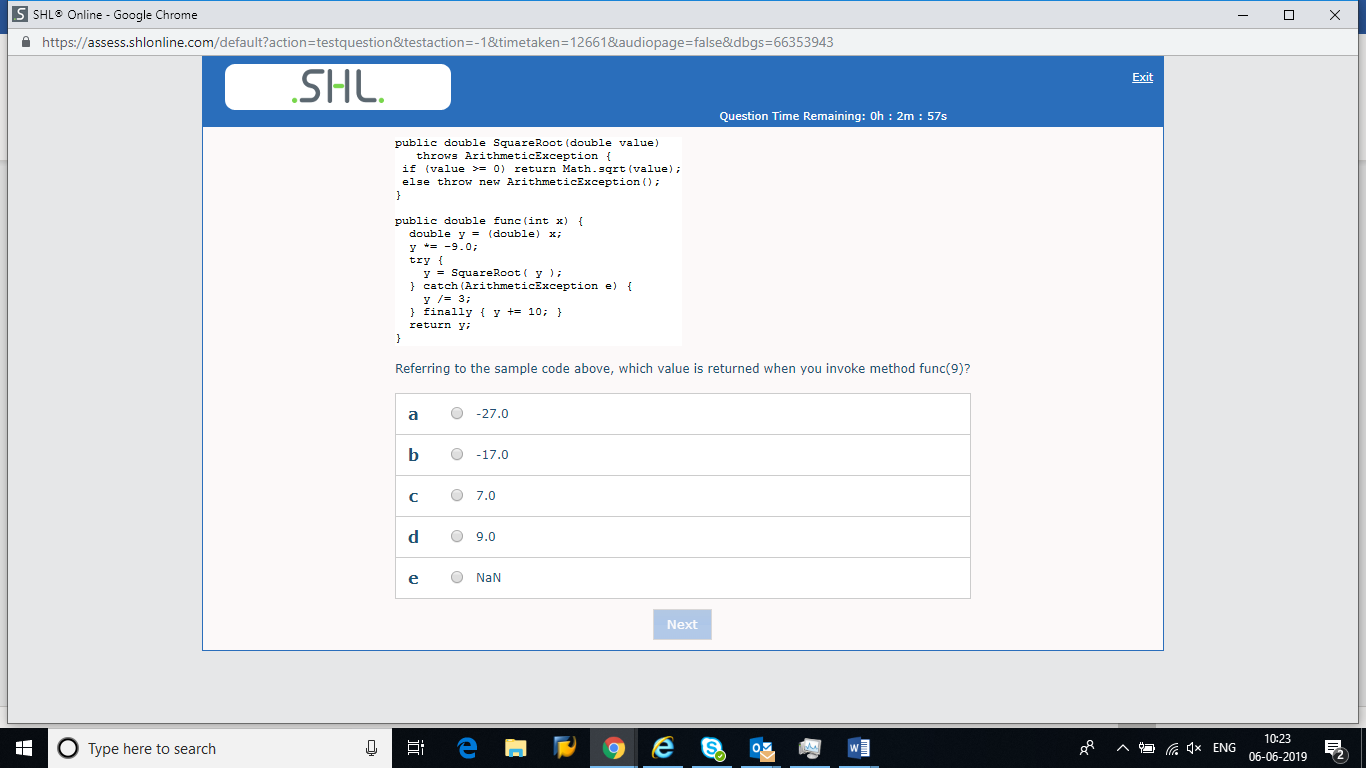 SHL® Online - Google Chrome
https://assess.shlonline.com/default?action=testquestion&testaction=-1&timetaken=12661&audiopage=false&dbgs=66353943
.SHL.
Exit
Question Time Remaining: 0h : 2m : 57s
public double SquareRoot(double value)
throws ArithmeticException {
if (value >= 0) return Math.sqrt(value);
else throw new ArithmeticException();
}
public double func(int x) {
double y = (double) x;
y *= -9.0;
try {
y = SquareRoot( y );
} catch(ArithmeticException e) {
y /= 3;
} finally { y += 10; }
return y;
}
Referring to the sample code above, which value is returned when you invoke method func(9)?
a -27.0
b -17.0
c 7.0
d 9.0
e NaN
Next
Type here to search
ENG
10:23
06-06-2019
2